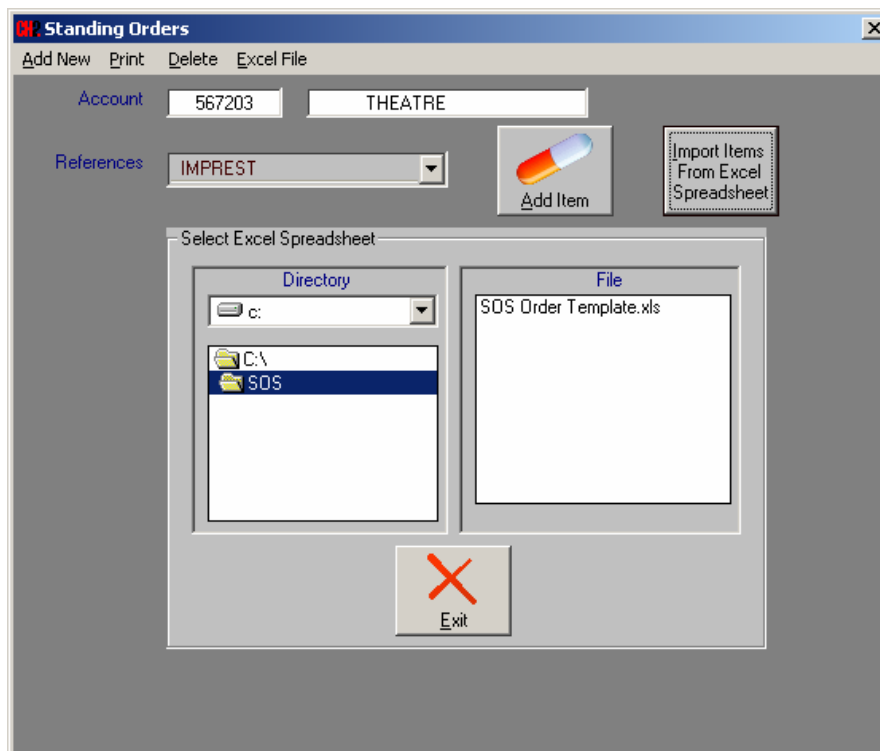 Standing Orders
Add New Print Delete Excel File
Account 567203 THEATRE
References IMPREST
Add Item
Import Items
From Excel
Spreadsheet
Select Excel Spreadsheet
Directory
c:
C:\
SOS
File
SOS Order Template.xls
Exit